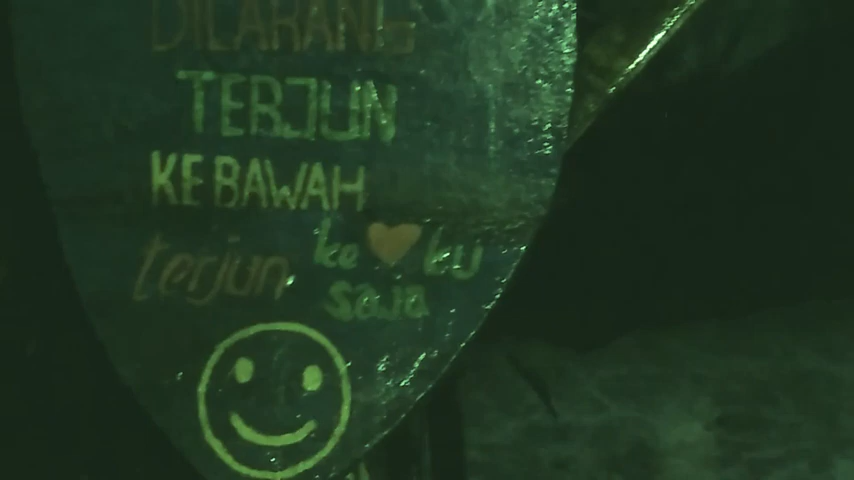 DILARANG
TERJUN
KE BAWAH
terjun ke ❤ ku
saja